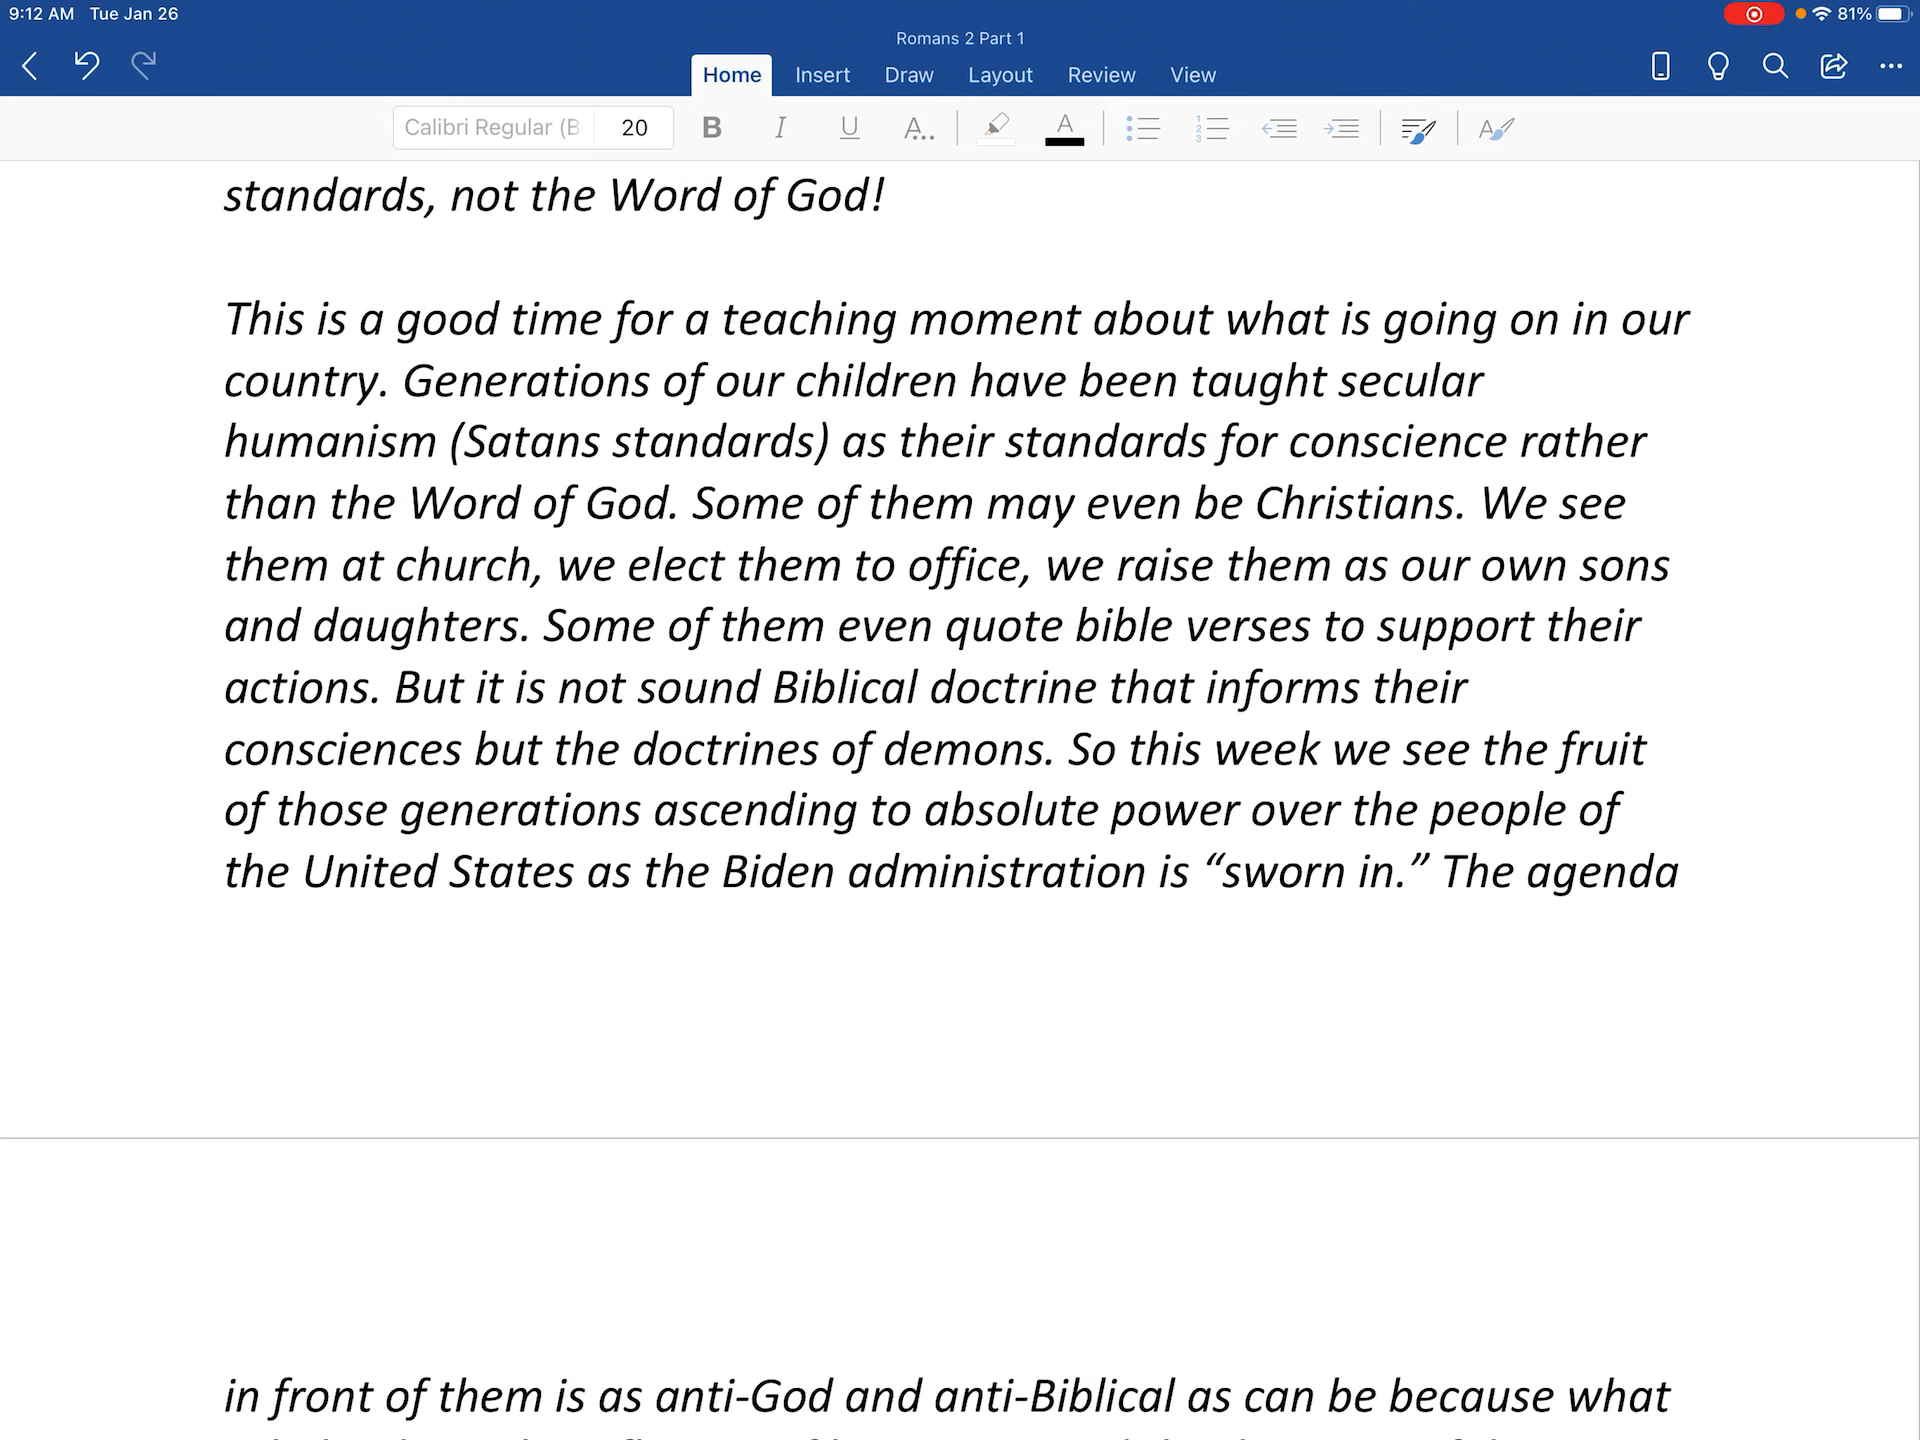 9:12 AM Tue Jan 26
81%
Romans 2 Part 1
Home Insert Draw Layout Review View
Calibri Regular (B 20 B I U A.. A
standards, not the Word of God!
This is a good time for a teaching moment about what is going on in our
country. Generations of our children have been taught secular
humanism (Satans standards) as their standards for conscience rather
than the Word of God. Some of them may even be Christians. We see
them at church, we elect them to office, we raise them as our own sons
and daughters. Some of them even quote bible verses to support their
actions. But it is not sound Biblical doctrine that informs their
consciences but the doctrines of demons. So this week we see the fruit
of those generations ascending to absolute power over the people of
the United States as the Biden administration is “sworn in.” The agenda
in front of them is as anti-God and anti-Biblical as can be because what